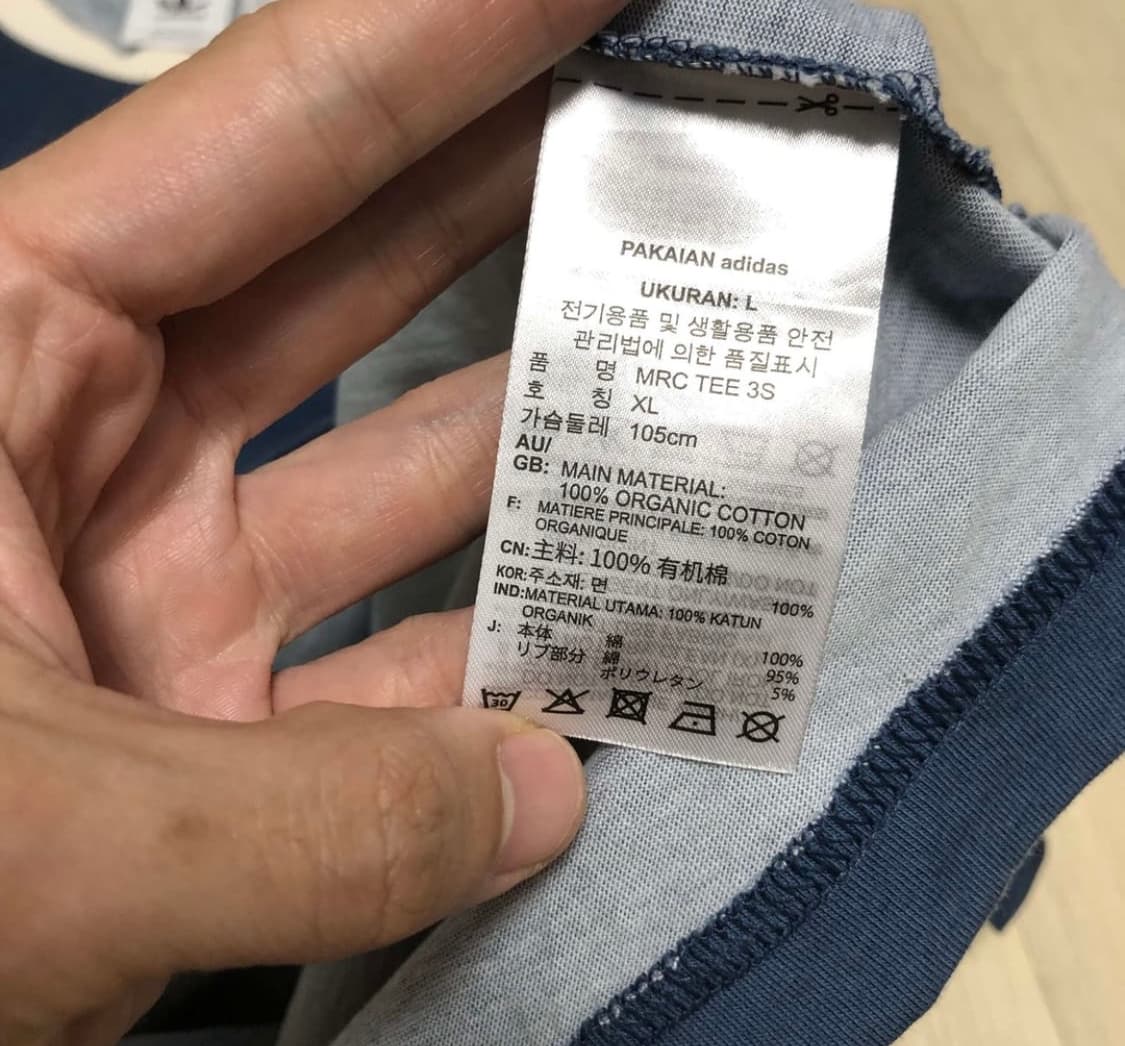 PAKAIAN adidas
UKURAN: L
전기용품 및 생활용품 안전
관리법에 의한 품질표시
품 명 MRC TEE 3S
호 칭 XL
가슴둘레 105cm
AU/
GB: MAIN MATERIAL:
100% ORGANIC COTTON
F: MATIERE PRINCIPALE: 100% COTON
ORGANIQUE
CN:主料: 100% 有机棉
KOR:주소재: 면 100%
IND:MATERIAL UTAMA: 100% KATUN
ORGANIK
J: 本体 綿 100%
リブ部分 綿 95%
ポリウレタン 5%
30